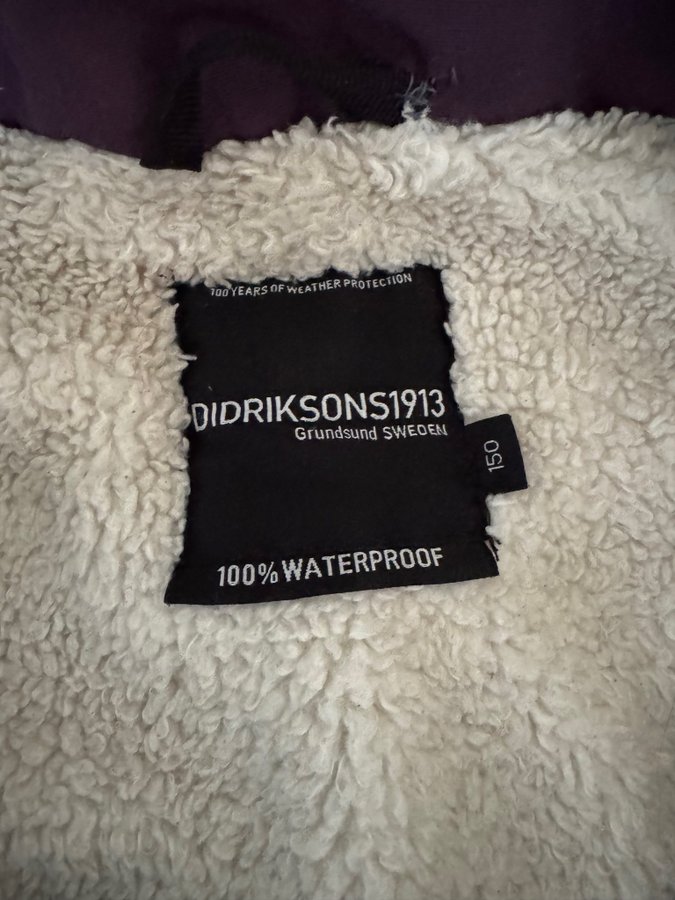 100 YEARS OF WEATHER PROTECTION
DIDRIKSONS1913
Grundsund SWEDEN
150
100% WATERPROOF